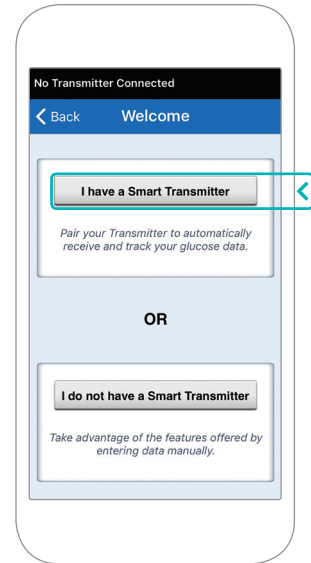 No Transmitter Connected
Back Welcome
I have a Smart Transmitter
Pair your Transmitter to automatically
receive and track your glucose data.
OR
I do not have a Smart Transmitter
Take advantage of the features offered by
entering data manually.